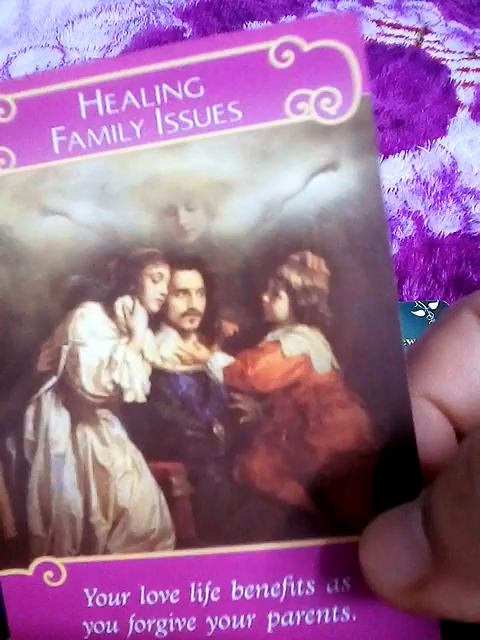 HEALING
FAMILY ISSUES
Your love life benefits as
you forgive your parents.